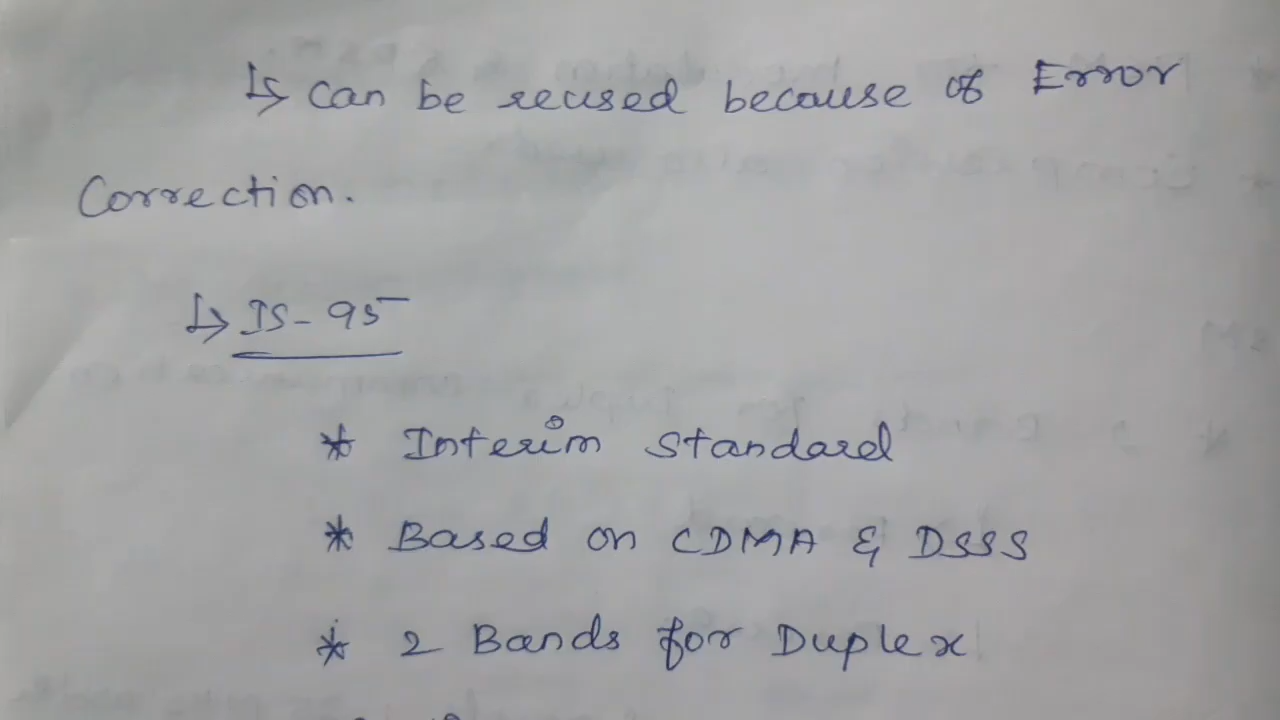 ↳ Can be reused because of Error
Correction.
↳ IS-95
* Interim Standard
* Based on CDMA & DSSS
* 2 Bands for Duplex